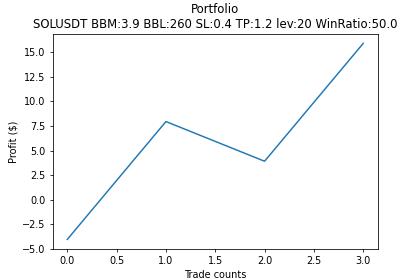 Portfolio
SOLUSDT BBM:3.9 BBL:260 SL:0.4 TP:1.2 lev:20 WinRatio:50.0
15.0
12.5
10.0
7.5
5.0
2.5
0.0
−2.5
−5.0
Profit ($)
0.0 0.5 1.0 1.5 2.0 2.5 3.0
Trade counts